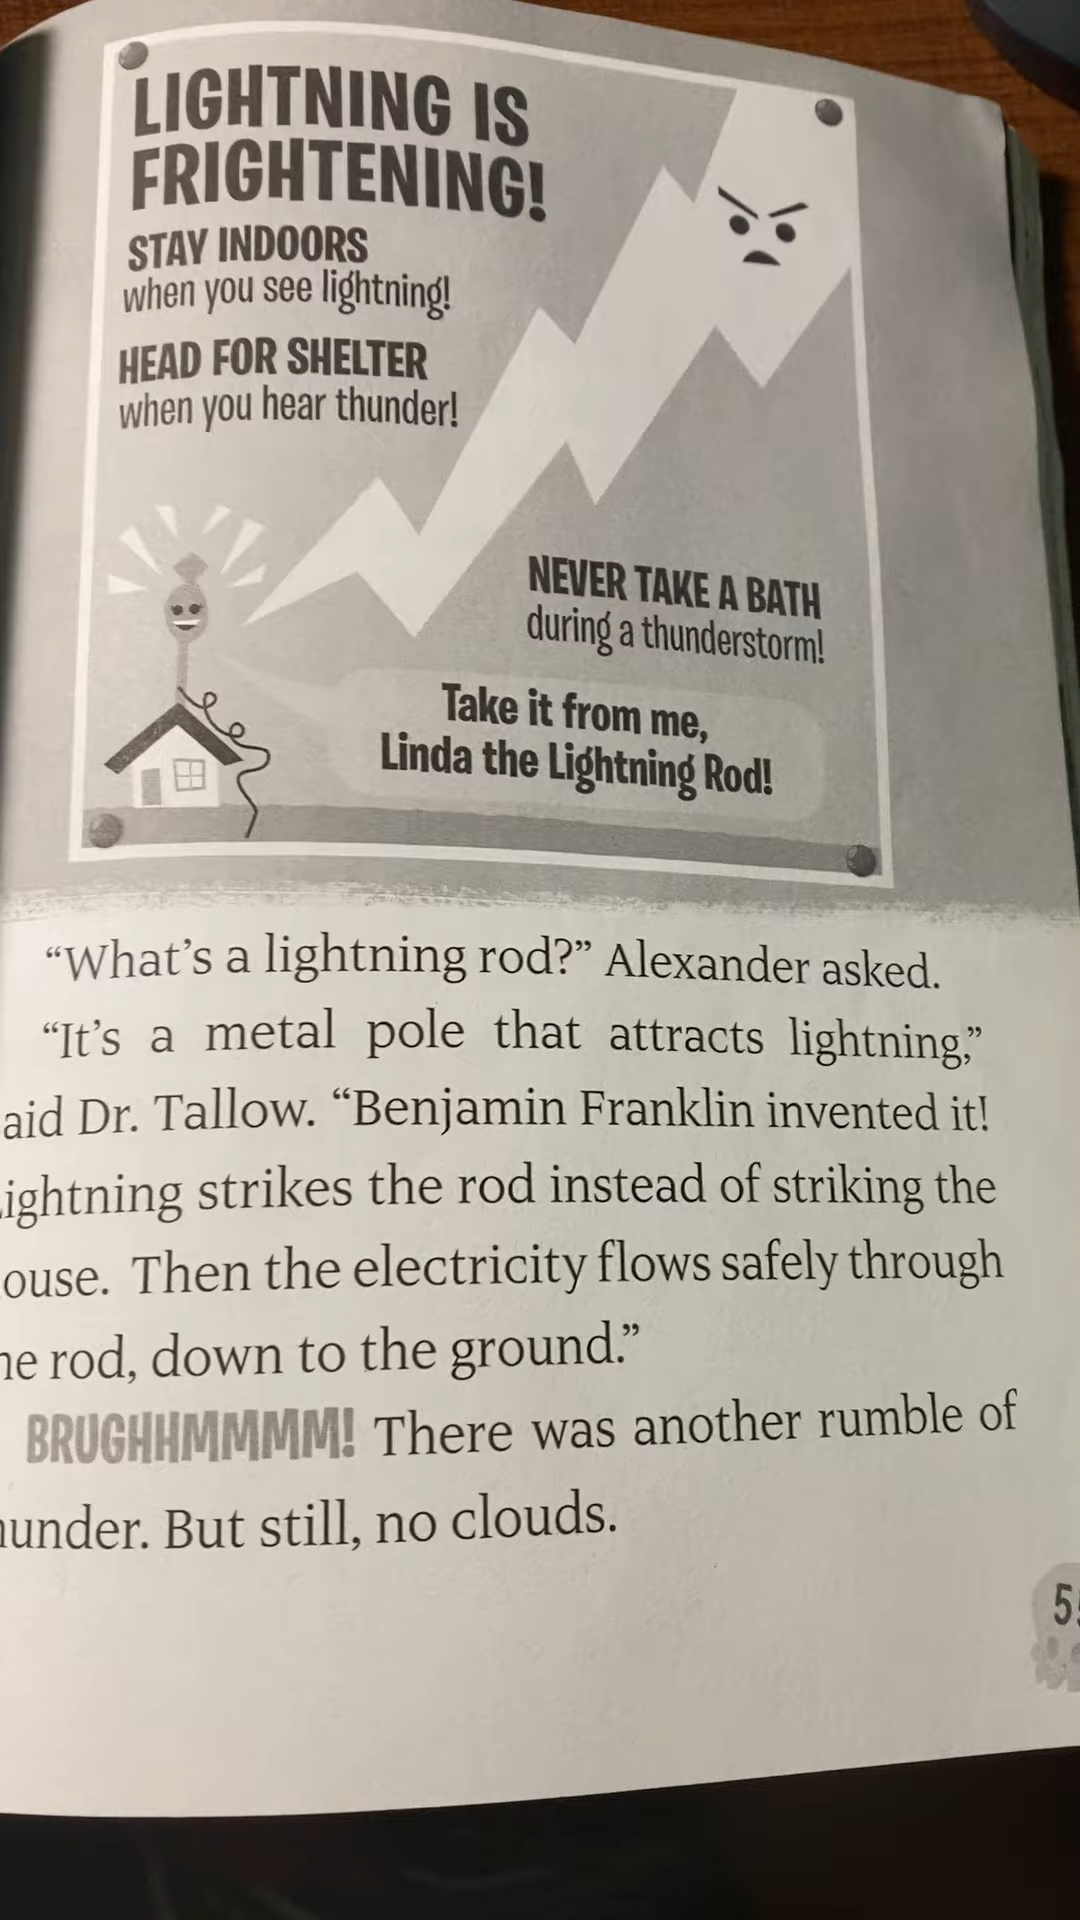 LIGHTNING IS
FRIGHTENING!
STAY INDOORS
when you see lightning!
HEAD FOR SHELTER
when you hear thunder!
NEVER TAKE A BATH
during a thunderstorm!
Take it from me,
Linda the Lightning Rod!
“What’s a lightning rod?” Alexander asked.
“It’s a metal pole that attracts lightning,”
aid Dr. Tallow. “Benjamin Franklin invented it!
ightning strikes the rod instead of striking the
ouse. Then the electricity flows safely through
he rod, down to the ground.”
BRUGHHMMMM! There was another rumble of
hunder. But still, no clouds.